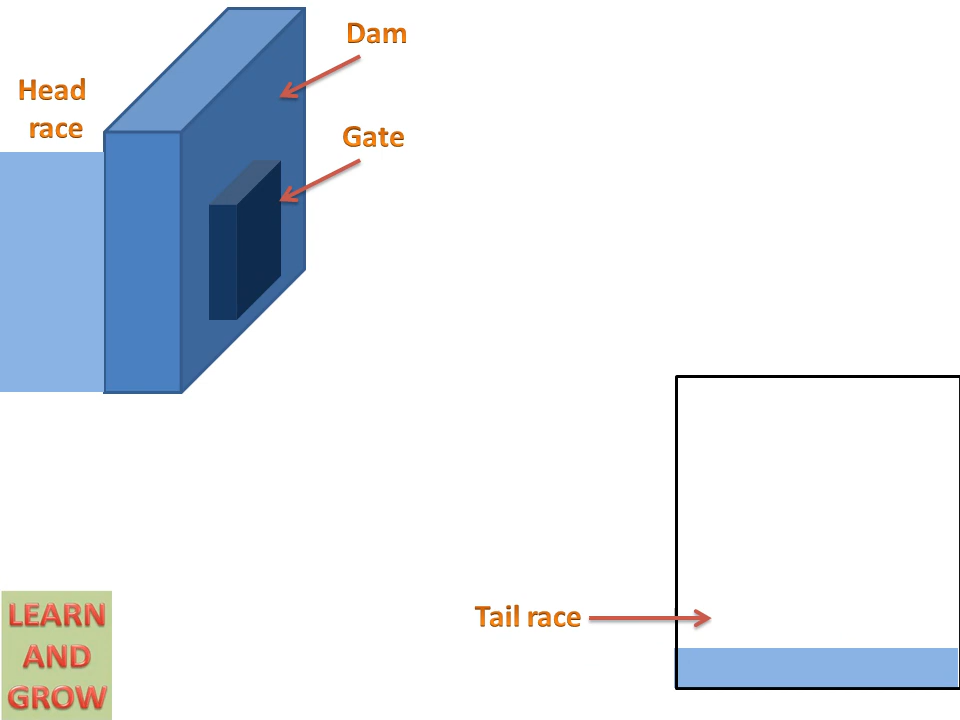 Dam
Head
race
Gate
Tail race
LEARN
AND
GROW